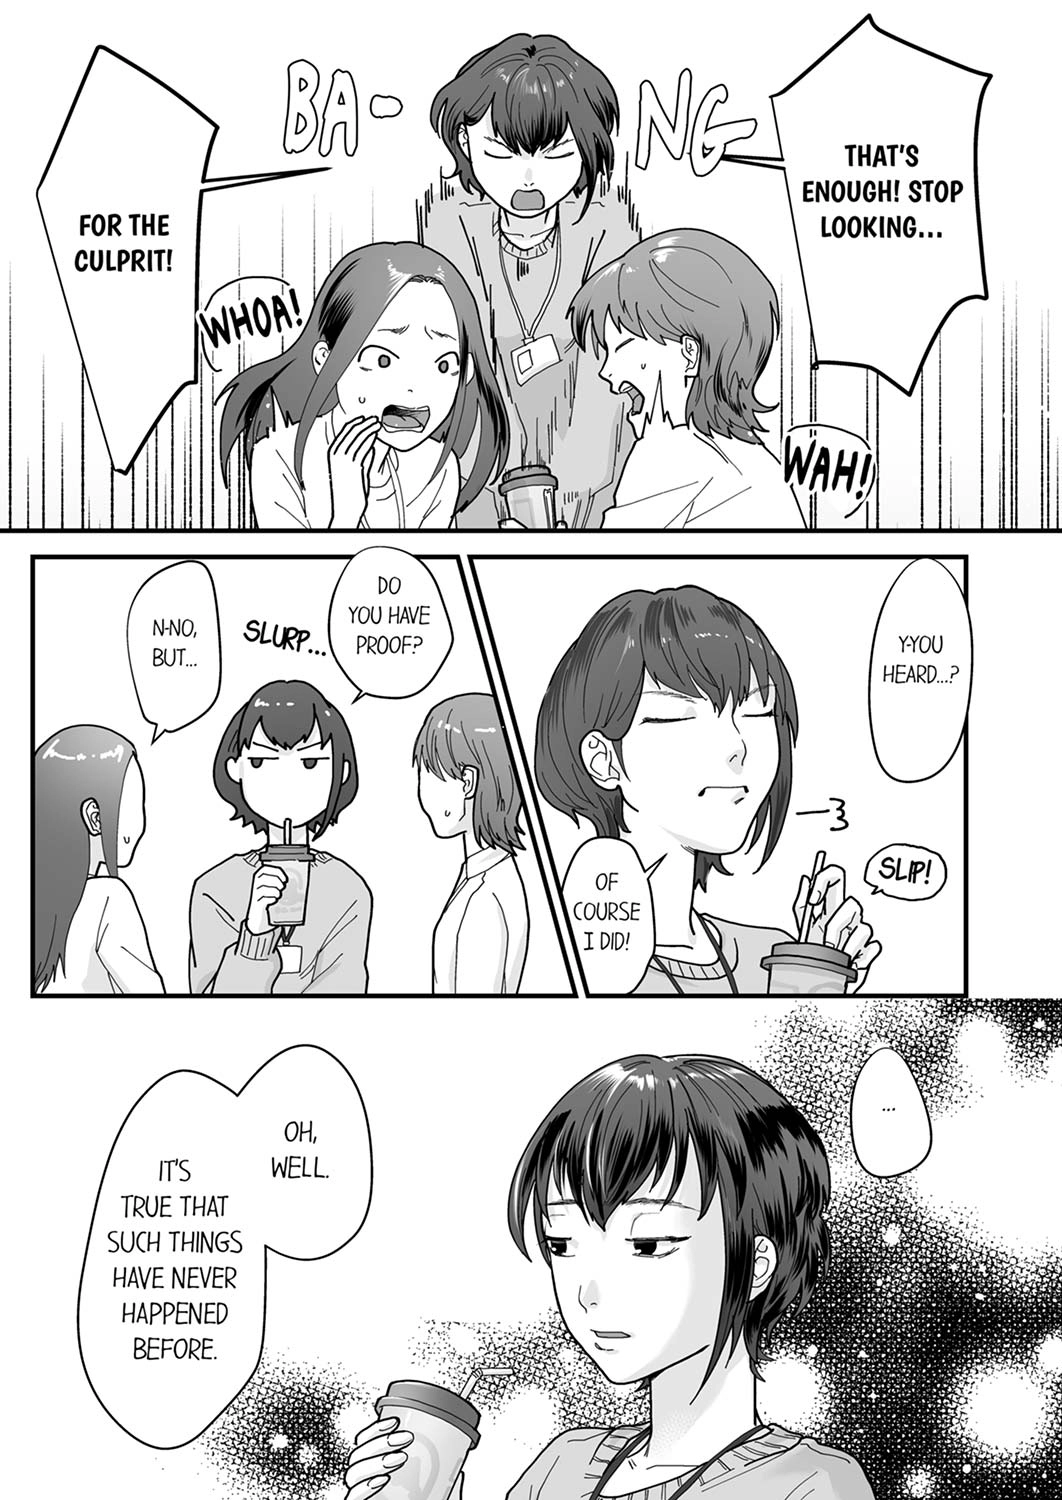 THAT'S
ENOUGH! STOP
LOOKING...
BA-
NG
FOR THE
CULPRIT!
WHOA!
WAH!
Y-YOU
HEARD...?
OF
COURSE
I DID!
SLIP!
DO
YOU HAVE
PROOF?
SLURP...
N-NO,
BUT...
...
OH,
WELL.
IT'S
TRUE THAT
SUCH THINGS
HAVE NEVER
HAPPENED
BEFORE.